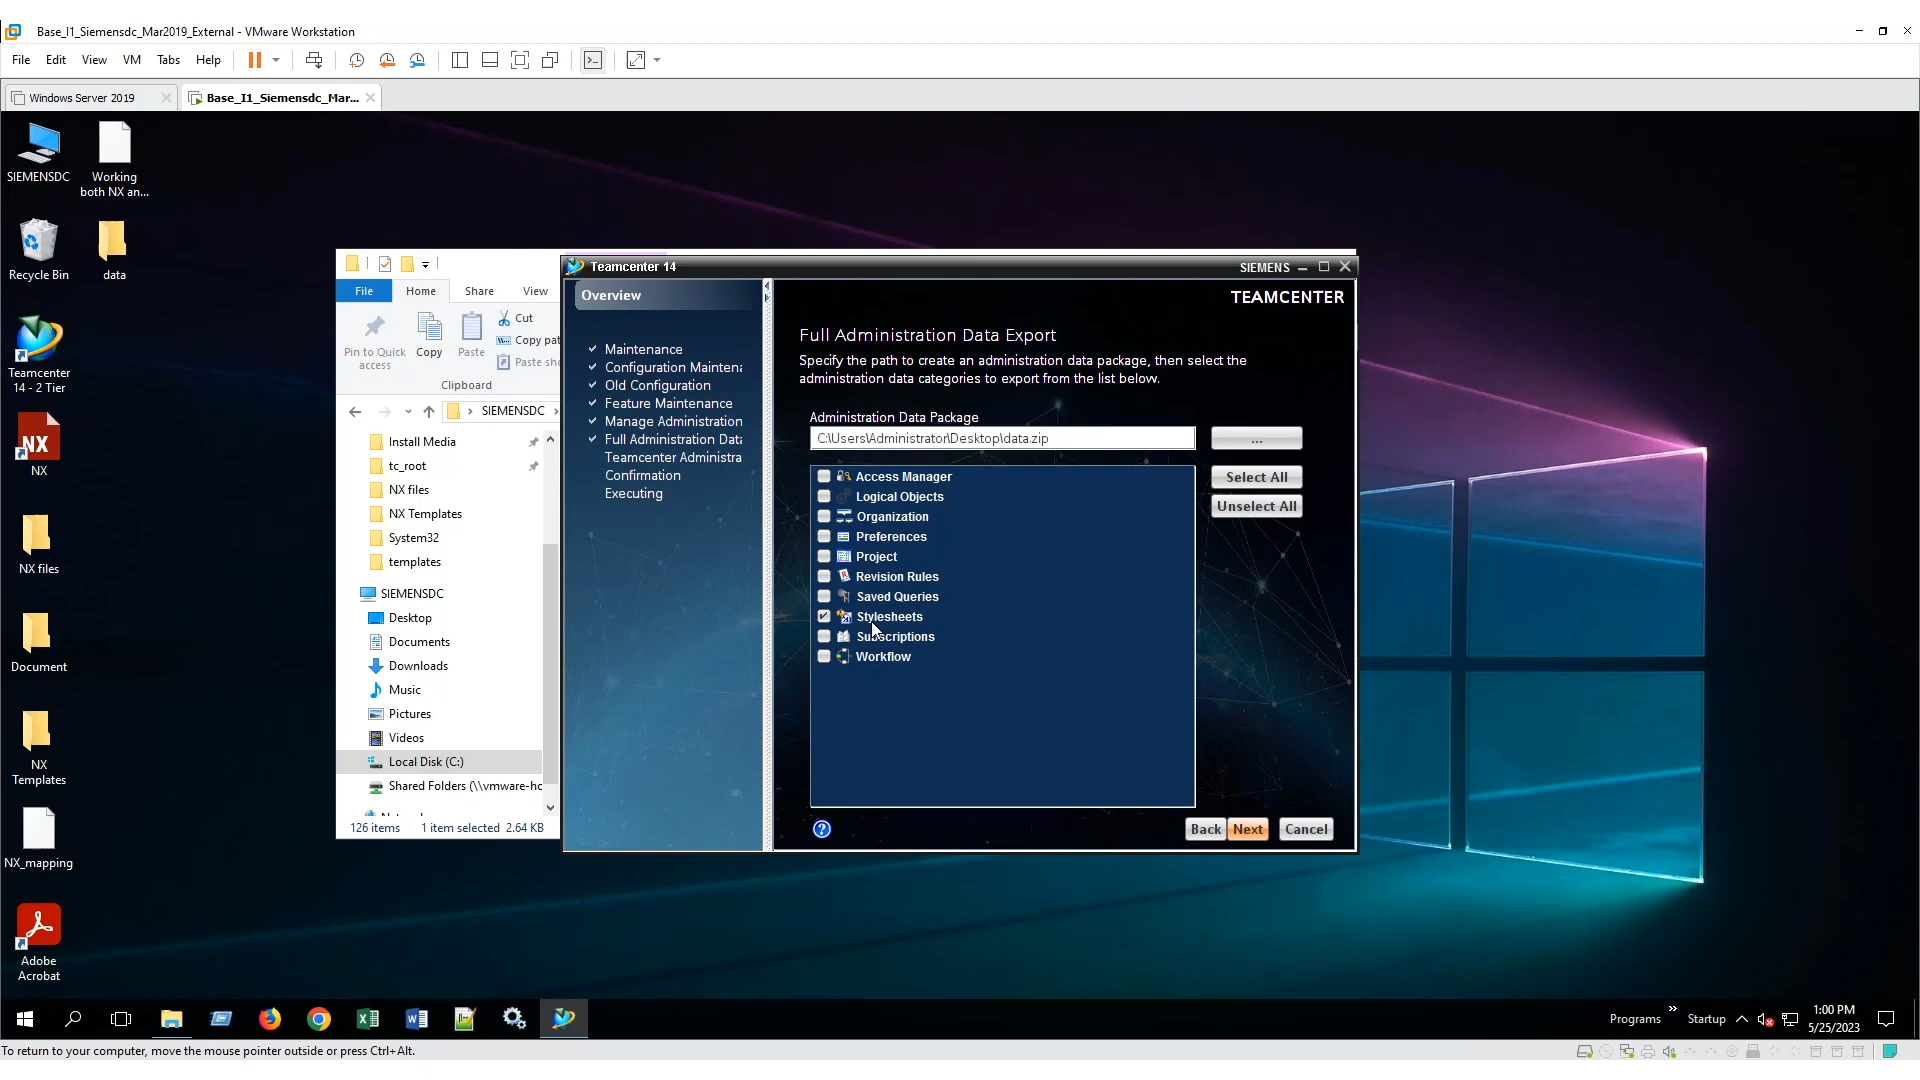 Base_I1_Siemensdc_Mar2019_External - VMware Workstation
File Edit View VM Tabs Help
Windows Server 2019
Base_I1_Siemensdc_Mar...
SIEMENSDC
Working
both NX an...
Recycle Bin
data
Teamcenter
14 - 2 Tier
NX
NX
NX files
Document
NX
Templates
NX_mapping
Adobe
Acrobat
File Home Share View
Pin to Quick
access
Copy
Paste
Cut
Copy pat
Paste sho
Clipboard
SIEMENSDC
Install Media
tc_root
NX files
NX Templates
System32
templates
SIEMENSDC
Desktop
Documents
Downloads
Music
Pictures
Videos
Local Disk (C:)
Shared Folders (\\vmware-ho
126 items 1 item selected 2.64 KB
Teamcenter 14
SIEMENS
Overview
Maintenance
Configuration Maintena
Old Configuration
Feature Maintenance
Manage Administration
Full Administration Data
Teamcenter Administra
Confirmation
Executing
TEAMCENTER
Full Administration Data Export
Specify the path to create an administration data package, then select the
administration data categories to export from the list below.
Administration Data Package
C:\Users\Administrator\Desktop\data.zip
...
Access Manager
Logical Objects
Organization
Preferences
Project
Revision Rules
Saved Queries
Stylesheets
Subscriptions
Workflow
Select All
Unselect All
?
Back Next Cancel
Programs
Startup
1:00 PM
5/25/2023
To return to your computer, move the mouse pointer outside or press Ctrl+Alt.